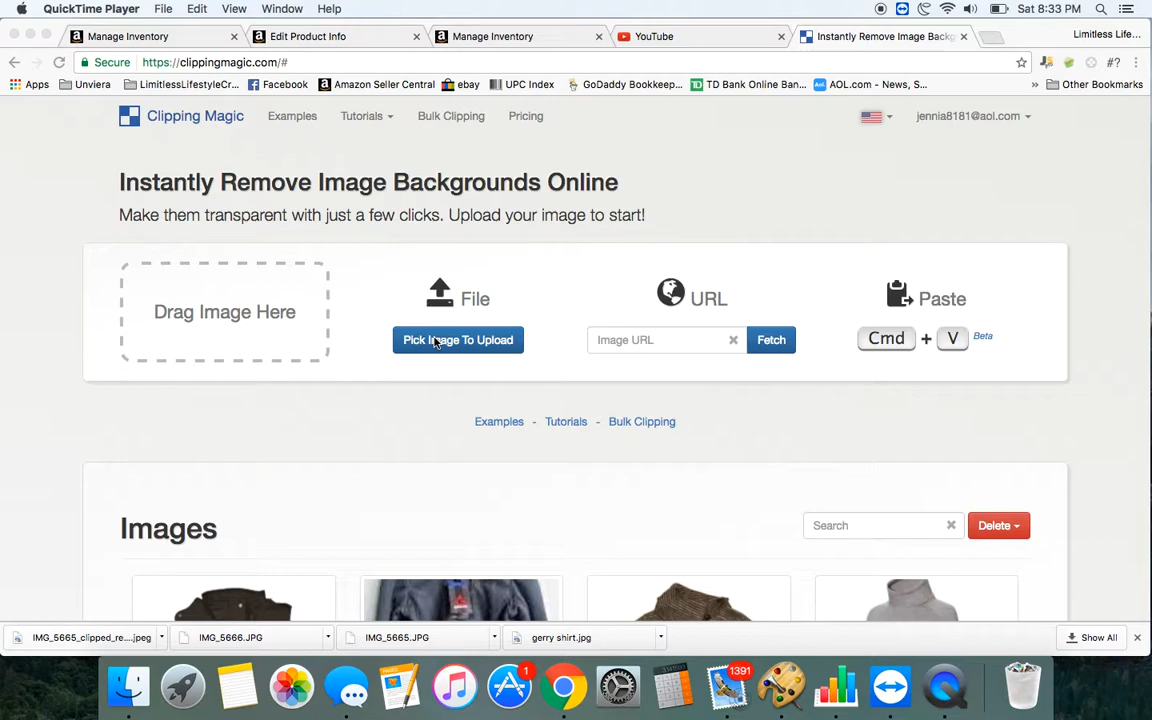 QuickTime Player File Edit View Window Help Sat 8:33 PM
Manage Inventory Edit Product Info Manage Inventory YouTube Instantly Remove Image Backg Limitless Life...
Secure https://clippingmagic.com/# #?
Apps Unviera LimitlessLifestyleCr... Facebook Amazon Seller Central ebay UPC Index GoDaddy Bookkeep... TD Bank Online Ban... AOL.com - News, S... » Other Bookmarks
Clipping Magic Examples Tutorials Bulk Clipping Pricing jennia8181@aol.com
Instantly Remove Image Backgrounds Online
Make them transparent with just a few clicks. Upload your image to start!
Drag Image Here
File
Pick Image To Upload
URL
Image URL Fetch
Paste
Cmd + V Beta
Examples - Tutorials - Bulk Clipping
Images Search Delete
IMG_5665_clipped_re....jpeg IMG_5666.JPG IMG_5665.JPG gerry shirt.jpg Show All
1 1391